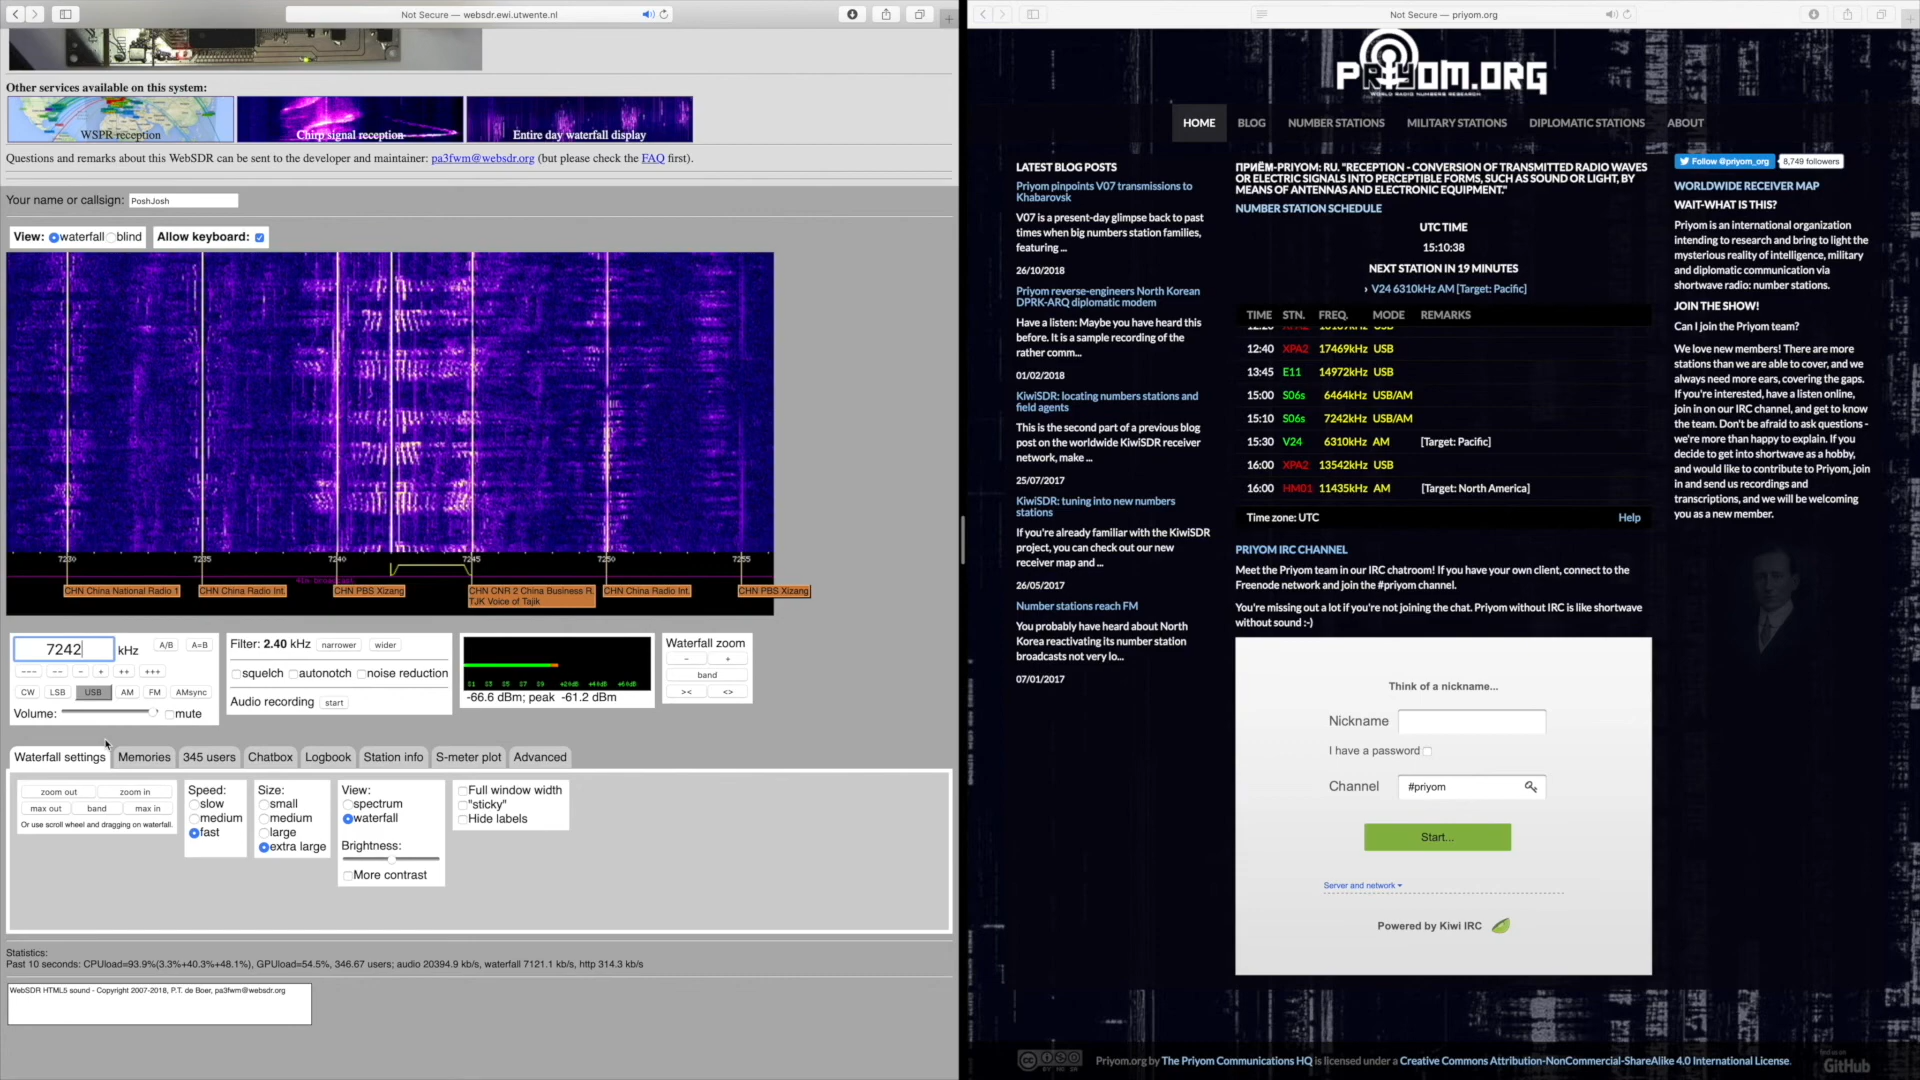 Not Secure — websdr.ewi.utwente.nl
Other services available on this system:
WSPR reception
Chirp signal reception
Entire day waterfall display
Questions and remarks about this WebSDR can be sent to the developer and maintainer: pa3fwm@websdr.org (but please check the FAQ first).
Your name or callsign: PoshJosh
View: waterfall blind Allow keyboard:
7230 7235 7240 7245 7250 7255
CHN China National Radio 1
CHN China Radio Int.
CHN PBS Xizang
CHN CNR 2 China Business R.
TJK Voice of Tajik
CHN China Radio Int.
CHN PBS Xizang
7242 kHz A/B A=B
--- -- - + ++ +++
CW LSB USB AM FM AMsync
Volume: mute
Filter: 2.40 kHz narrower wider
squelch autonotch noise reduction
Audio recording start
S1 S3 S5 S7 S9 +20dB +40dB +60dB
-66.6 dBm; peak -61.2 dBm
Waterfall zoom
- +
band
>< <>
Waterfall settings Memories 345 users Chatbox Logbook Station info S-meter plot Advanced
zoom out zoom in
max out band max in
Or use scroll wheel and dragging on waterfall.
Speed:
slow
medium
fast
Size:
small
medium
large
extra large
View:
spectrum
waterfall
Brightness:
More contrast
Full window width
"sticky"
Hide labels
Statistics:
Past 10 seconds: CPUload=93.9%(3.3%+40.3%+48.1%), GPUload=54.5%, 346.67 users; audio 20394.9 kb/s, waterfall 7121.1 kb/s, http 314.3 kb/s
WebSDR HTML5 sound - Copyright 2007-2018, P.T. de Boer, pa3fwm@websdr.org
Not Secure — priyom.org
PRIYOM.ORG
WORLD RADIO NUMBERS RESEARCH
HOME BLOG NUMBER STATIONS MILITARY STATIONS DIPLOMATIC STATIONS ABOUT
LATEST BLOG POSTS
Priyom pinpoints V07 transmissions to
Khabarovsk
V07 is a present-day glimpse back to past
times when big numbers station families,
featuring ...
26/10/2018
Priyom reverse-engineers North Korean
DPRK-ARQ diplomatic modem
Have a listen: Maybe you have heard this
before. It is a sample recording of the
rather comm...
01/02/2018
KiwiSDR: locating numbers stations and
field agents
This is the second part of a previous blog
post on the worldwide KiwiSDR receiver
network, make ...
25/07/2017
KiwiSDR: tuning into new numbers
stations
If you're already familiar with the KiwiSDR
project, you can check out our new
receiver map and ...
26/05/2017
Number stations reach FM
You probably have heard about North
Korea reactivating its number station
broadcasts not very lo...
07/01/2017
ПРИЁМ-PRIYOM: RU. "RECEPTION - CONVERSION OF TRANSMITTED RADIO WAVES
OR ELECTRIC SIGNALS INTO PERCEPTIBLE FORMS, SUCH AS SOUND OR LIGHT, BY
MEANS OF ANTENNAS AND ELECTRONIC EQUIPMENT."
NUMBER STATION SCHEDULE
UTC TIME
15:10:38
NEXT STATION IN 19 MINUTES
› V24 6310kHz AM [Target: Pacific]
TIME STN. FREQ. MODE REMARKS
12:40 XPA2 17469kHz USB
13:45 E11 14972kHz USB
15:00 S06s 6464kHz USB/AM
15:10 S06s 7242kHz USB/AM
15:30 V24 6310kHz AM [Target: Pacific]
16:00 XPA2 13542kHz USB
16:00 HM01 11435kHz AM [Target: North America]
Time zone: UTC Help
PRIYOM IRC CHANNEL
Meet the Priyom team in our IRC chatroom! If you have your own client, connect to the
Freenode network and join the #priyom channel.
You're missing out a lot if you're not joining the chat. Priyom without IRC is like shortwave
without sound :-)
Think of a nickname...
Nickname
I have a password
Channel #priyom
Start...
Server and network
Powered by Kiwi IRC
Follow @priyom_org 8,749 followers
WORLDWIDE RECEIVER MAP
WAIT-WHAT IS THIS?
Priyom is an international organization
intending to research and bring to light the
mysterious reality of intelligence, military
and diplomatic communication via
shortwave radio: number stations.
JOIN THE SHOW!
Can I join the Priyom team?
We love new members! There are more
stations than we are able to cover, and we
always need more ears, covering the gaps.
If you're interested, have a listen online,
join in on our IRC channel, and get to know
the team. Don't be afraid to ask questions -
we're more than happy to explain. If you
decide to get into shortwave as a hobby,
and would like to contribute to Priyom, join
in and send us recordings and
transcriptions, and we will be welcoming
you as a new member.
Priyom.org by The Priyom Communications HQ is licensed under a Creative Commons Attribution-NonCommercial-ShareAlike 4.0 International License.
GitHub